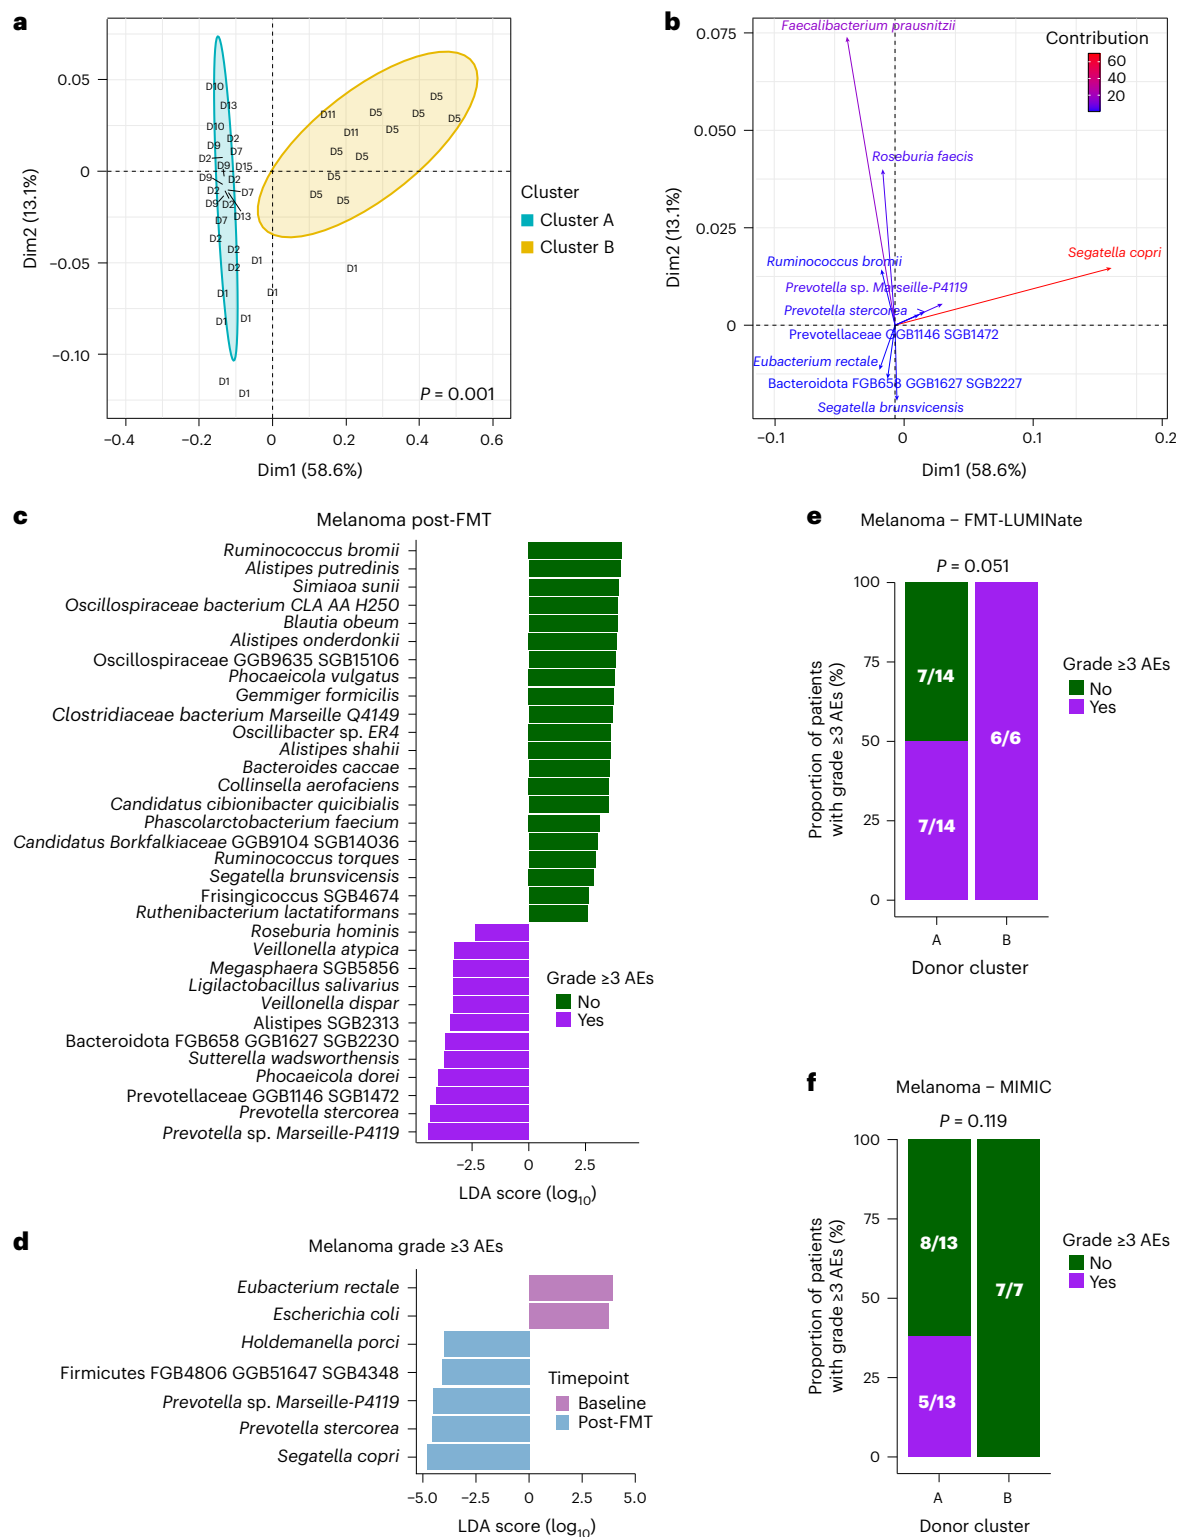 a
0.05
0
−0.05
−0.10
Dim2 (13.1%)
D10
D13
D10
D2
D9
D7
D2
D9
D15
D9
D2
D2
D7
D9
D2
D13
D7
D2
D2
D2
D1
D1
D1
D1
D1
D1
D1
D1
D11
D5
D5
D5
D5
D11
D5
D5
D5
D5
D5
D5
P = 0.001
−0.4
−0.2
0
0.2
0.4
0.6
Dim1 (58.6%)
Cluster
Cluster A
Cluster B
b
0.075
0.050
0.025
0
Dim2 (13.1%)
Faecalibacterium prausnitzii
Contribution
60
40
20
Roseburia faecis
Segatella copri
Ruminococcus bromii
Prevotella sp. Marseille-P4119
Prevotella stercorea
Prevotellaceae GGB1146 SGB1472
Eubacterium rectale
Bacteroidota FGB658 GGB1627 SGB2227
Segatella brunsvicensis
−0.1
0
0.1
0.2
Dim1 (58.6%)
c
Melanoma post-FMT
Ruminococcus bromii
Alistipes putredinis
Simiaoa sunii
Oscillospiraceae bacterium CLA AA H250
Blautia obeum
Alistipes onderdonkii
Oscillospiraceae GGB9635 SGB15106
Phocaeicola vulgatus
Gemmiger formicilis
Clostridiaceae bacterium Marseille Q4149
Oscillibacter sp. ER4
Alistipes shahii
Bacteroides caccae
Collinsella aerofaciens
Candidatus cibionibacter quicibialis
Phascolarctobacterium faecium
Candidatus Borkfalkiaceae GGB9104 SGB14036
Ruminococcus torques
Segatella brunsvicensis
Frisingicoccus SGB4674
Ruthenibacterium lactatiformans
Roseburia hominis
Veillonella atypica
Megasphaera SGB5856
Ligilactobacillus salivarius
Veillonella dispar
Alistipes SGB2313
Bacteroidota FGB658 GGB1627 SGB2230
Sutterella wadsworthensis
Phocaeicola dorei
Prevotellaceae GGB1146 SGB1472
Prevotella stercorea
Prevotella sp. Marseille-P4119
Grade ≥3 AEs
No
Yes
−2.5
0
2.5
LDA score (log10)
d
Melanoma grade ≥3 AEs
Eubacterium rectale
Escherichia coli
Holdemanella porci
Firmicutes FGB4806 GGB51647 SGB4348
Prevotella sp. Marseille-P4119
Prevotella stercorea
Segatella copri
Timepoint
Baseline
Post-FMT
−5.0
−2.5
0
2.5
5.0
LDA score (log10)
e
Melanoma – FMT-LUMINate
P = 0.051
100
75
50
25
0
Proportion of patients
with grade ≥3 AEs (%)
7/14
7/14
6/6
A
B
Donor cluster
Grade ≥3 AEs
No
Yes
f
Melanoma – MIMIC
P = 0.119
100
75
50
25
0
Proportion of patients
with grade ≥3 AEs (%)
8/13
5/13
7/7
A
B
Donor cluster
Grade ≥3 AEs
No
Yes